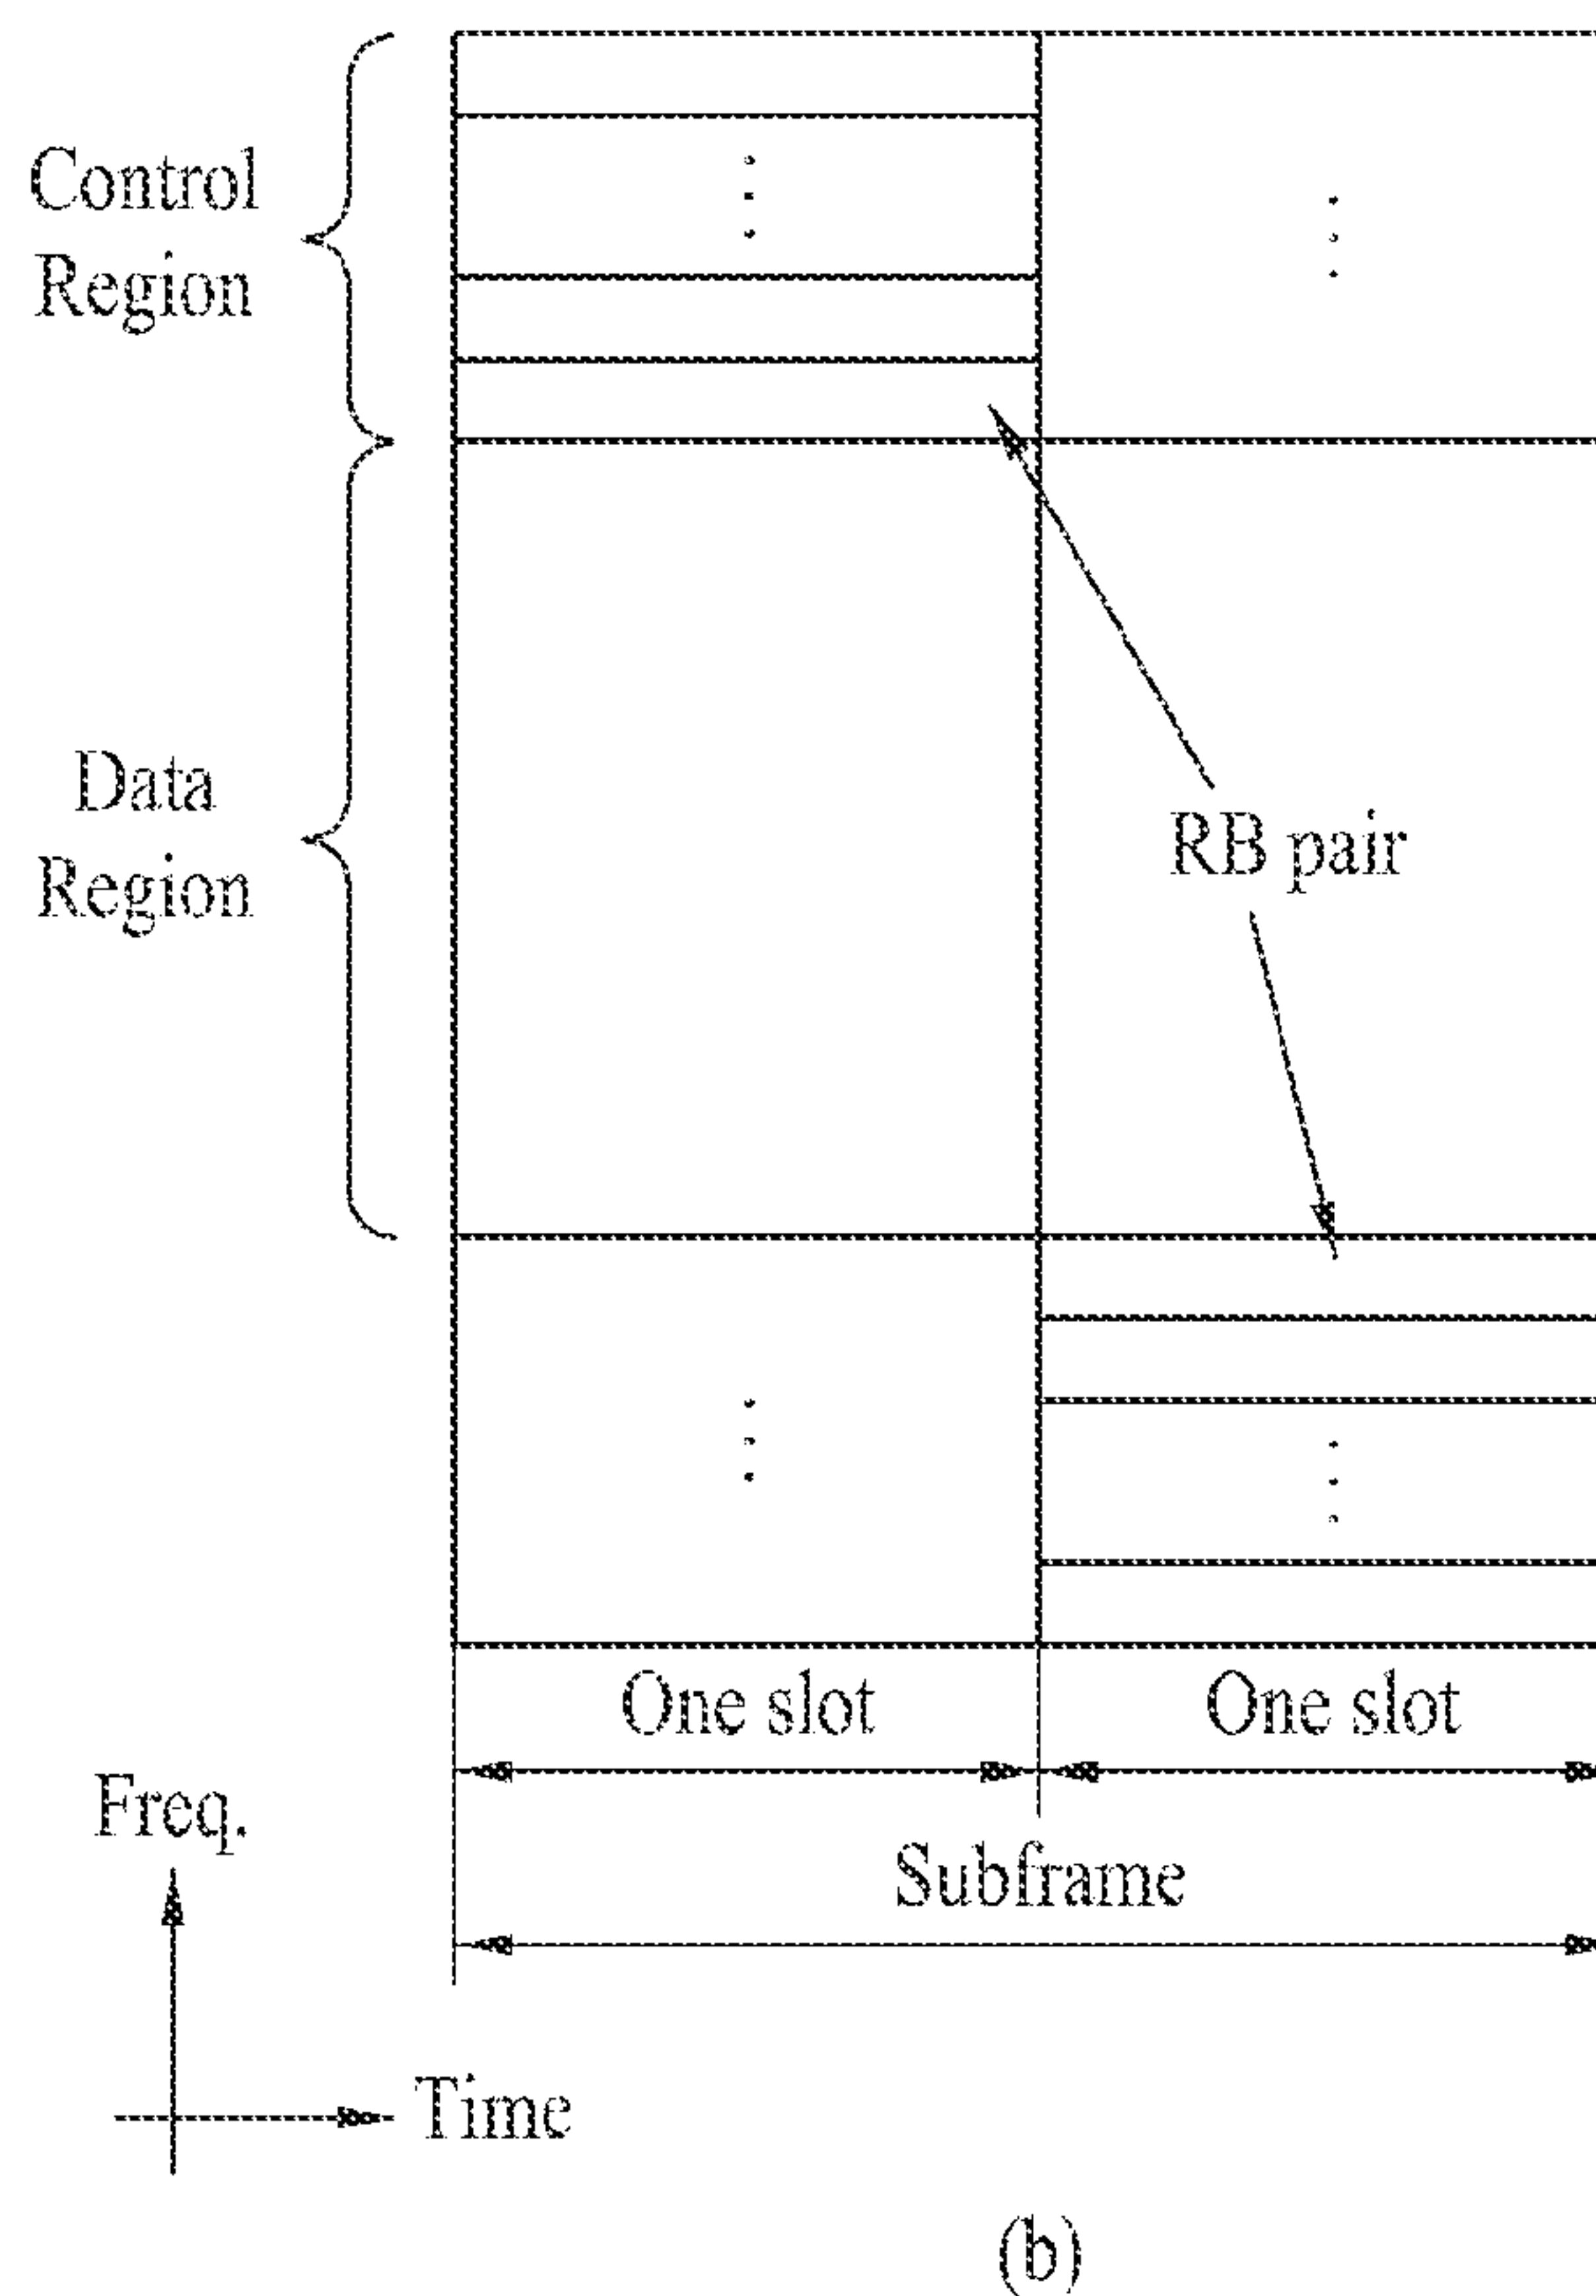 Control
Region
Data
Region
RB pair
One slot
One slot
Subframe
Freq.
Time
(b)